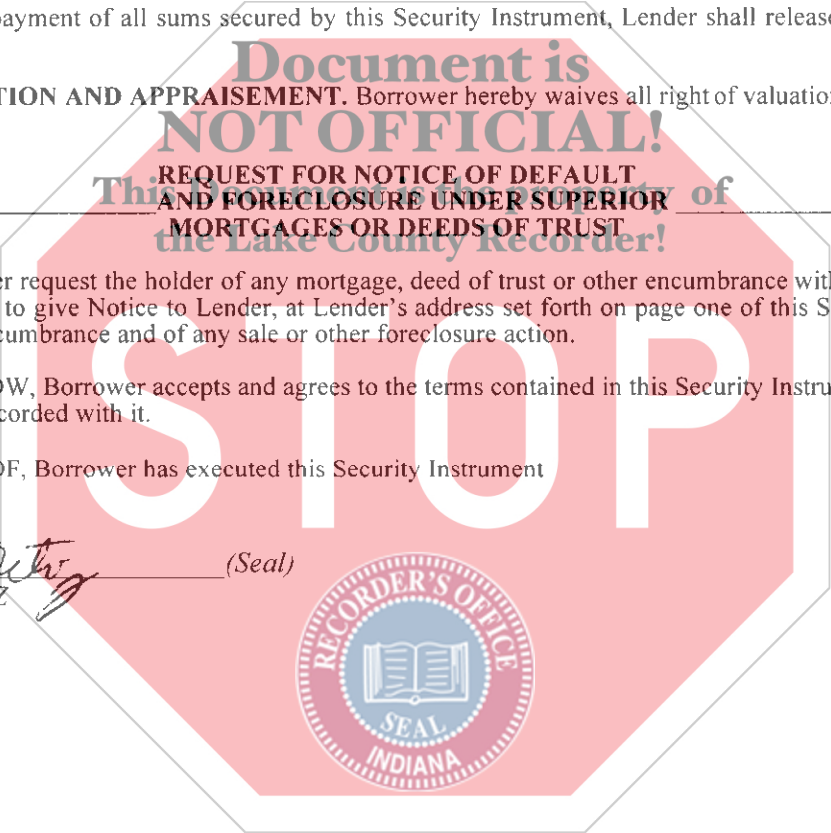 payment of all sums secured by this Security Instrument, Lender shall release
Document is
TION AND APPRAISEMENT. Borrower hereby waives all right of valuation
NOT OFFICIAL!
REQUEST FOR NOTICE OF DEFAULT
This Document is the property of
AND FORECLOSURE UNDER SUPERIOR
MORTGAGES OR DEEDS OF TRUST
the Lake County Recorder!
er request the holder of any mortgage, deed of trust or other encumbrance wit
to give Notice to Lender, at Lender's address set forth on page one of this S
cumbrance and of any sale or other foreclosure action.
OW, Borrower accepts and agrees to the terms contained in this Security Instru
corded with it.
STOP
OF, Borrower has executed this Security Instrument
(Seal)
Z
RECORDER'S OFFICE
SEAL
INDIANA